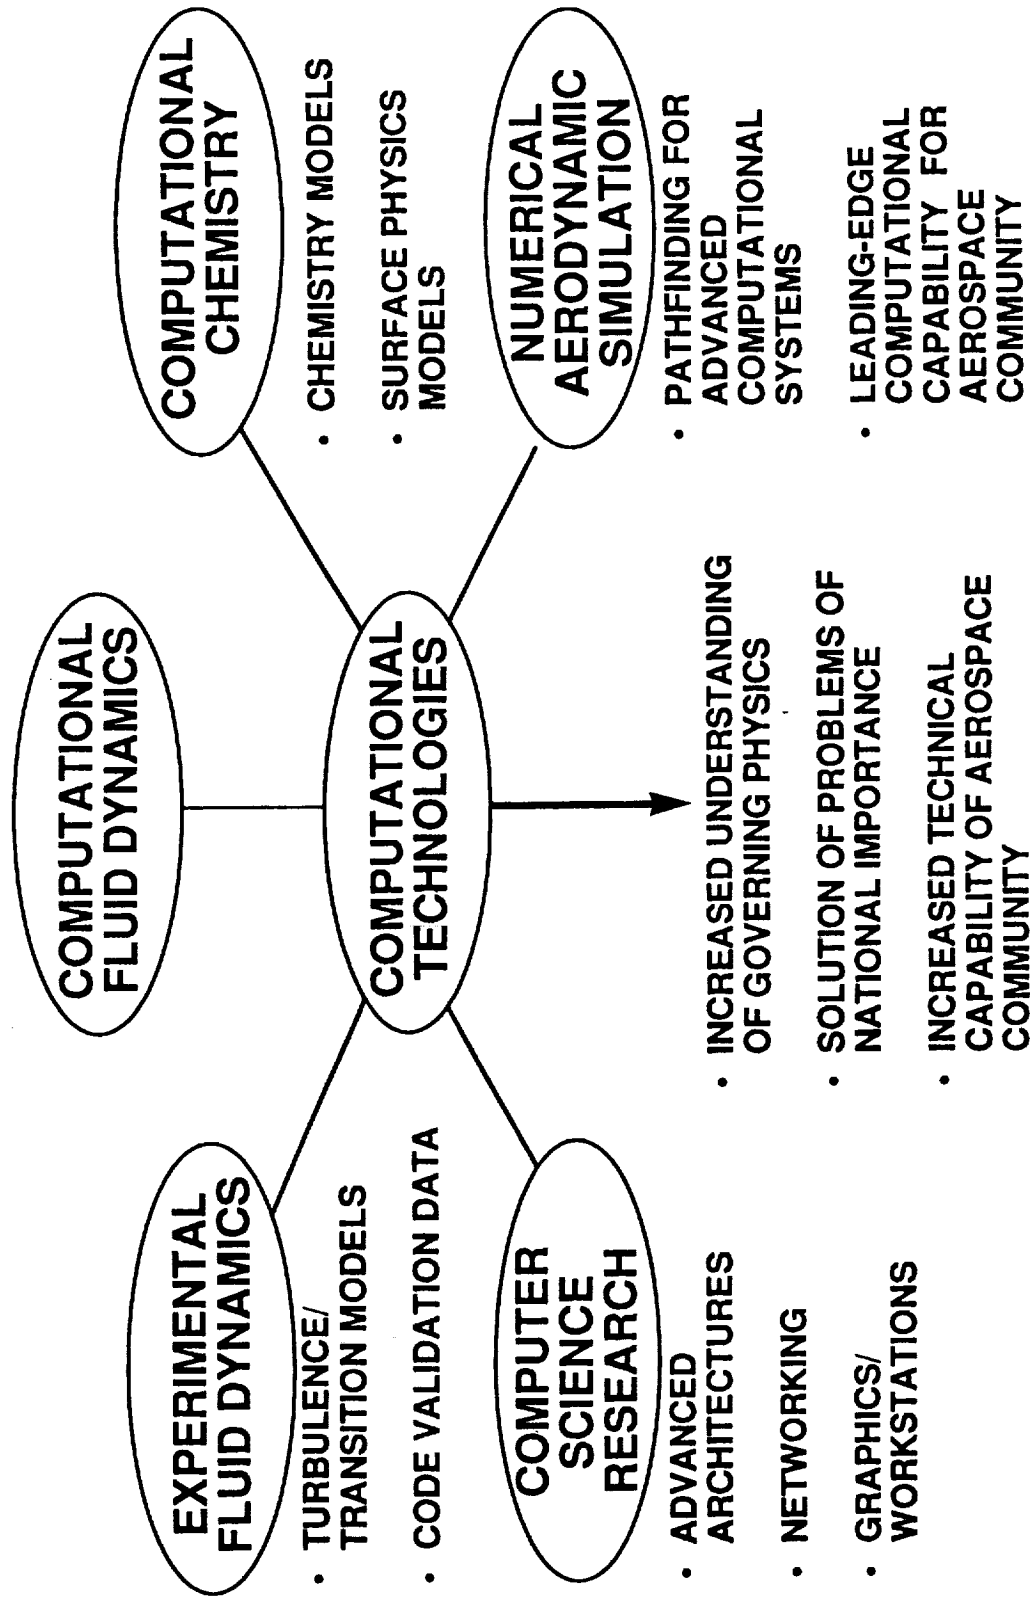 COMPUTATIONAL
FLUID DYNAMICS
EXPERIMENTAL
FLUID DYNAMICS
• TURBULENCE/
TRANSITION MODELS
• CODE VALIDATION DATA
COMPUTATIONAL
CHEMISTRY
• CHEMISTRY MODELS
• SURFACE PHYSICS
MODELS
COMPUTATIONAL
TECHNOLOGIES
COMPUTER
SCIENCE
RESEARCH
• ADVANCED
ARCHITECTURES
• NETWORKING
• GRAPHICS/
WORKSTATIONS
• INCREASED UNDERSTANDING
OF GOVERNING PHYSICS
• SOLUTION OF PROBLEMS OF
NATIONAL IMPORTANCE
• INCREASED TECHNICAL
CAPABILITY OF AEROSPACE
COMMUNITY
NUMERICAL
AERODYNAMIC
SIMULATION
• PATHFINDING FOR
ADVANCED
COMPUTATIONAL
SYSTEMS
• LEADING-EDGE
COMPUTATIONAL
CAPABILITY FOR
AEROSPACE
COMMUNITY